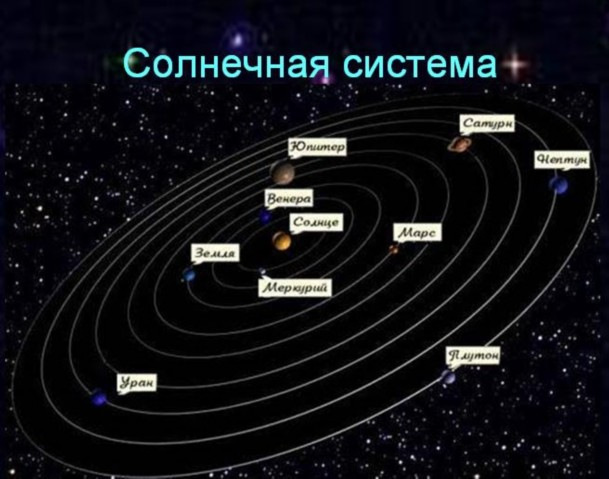 Солнечная система
Сатурн
Юпитер
Нептун
Венера
Солнце
Марс
Земля
Меркурий
Плутон
Уран